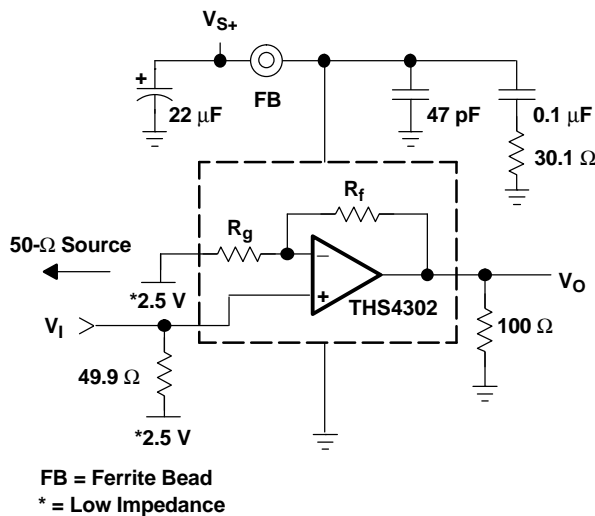 VS+
+
FB
22 μF
47 pF
0.1 μF
30.1 Ω
Rf
Rg
50-Ω Source
–
*2.5 V
+
THS4302
VO
VI
100 Ω
49.9 Ω
*2.5 V
FB = Ferrite Bead
* = Low Impedance